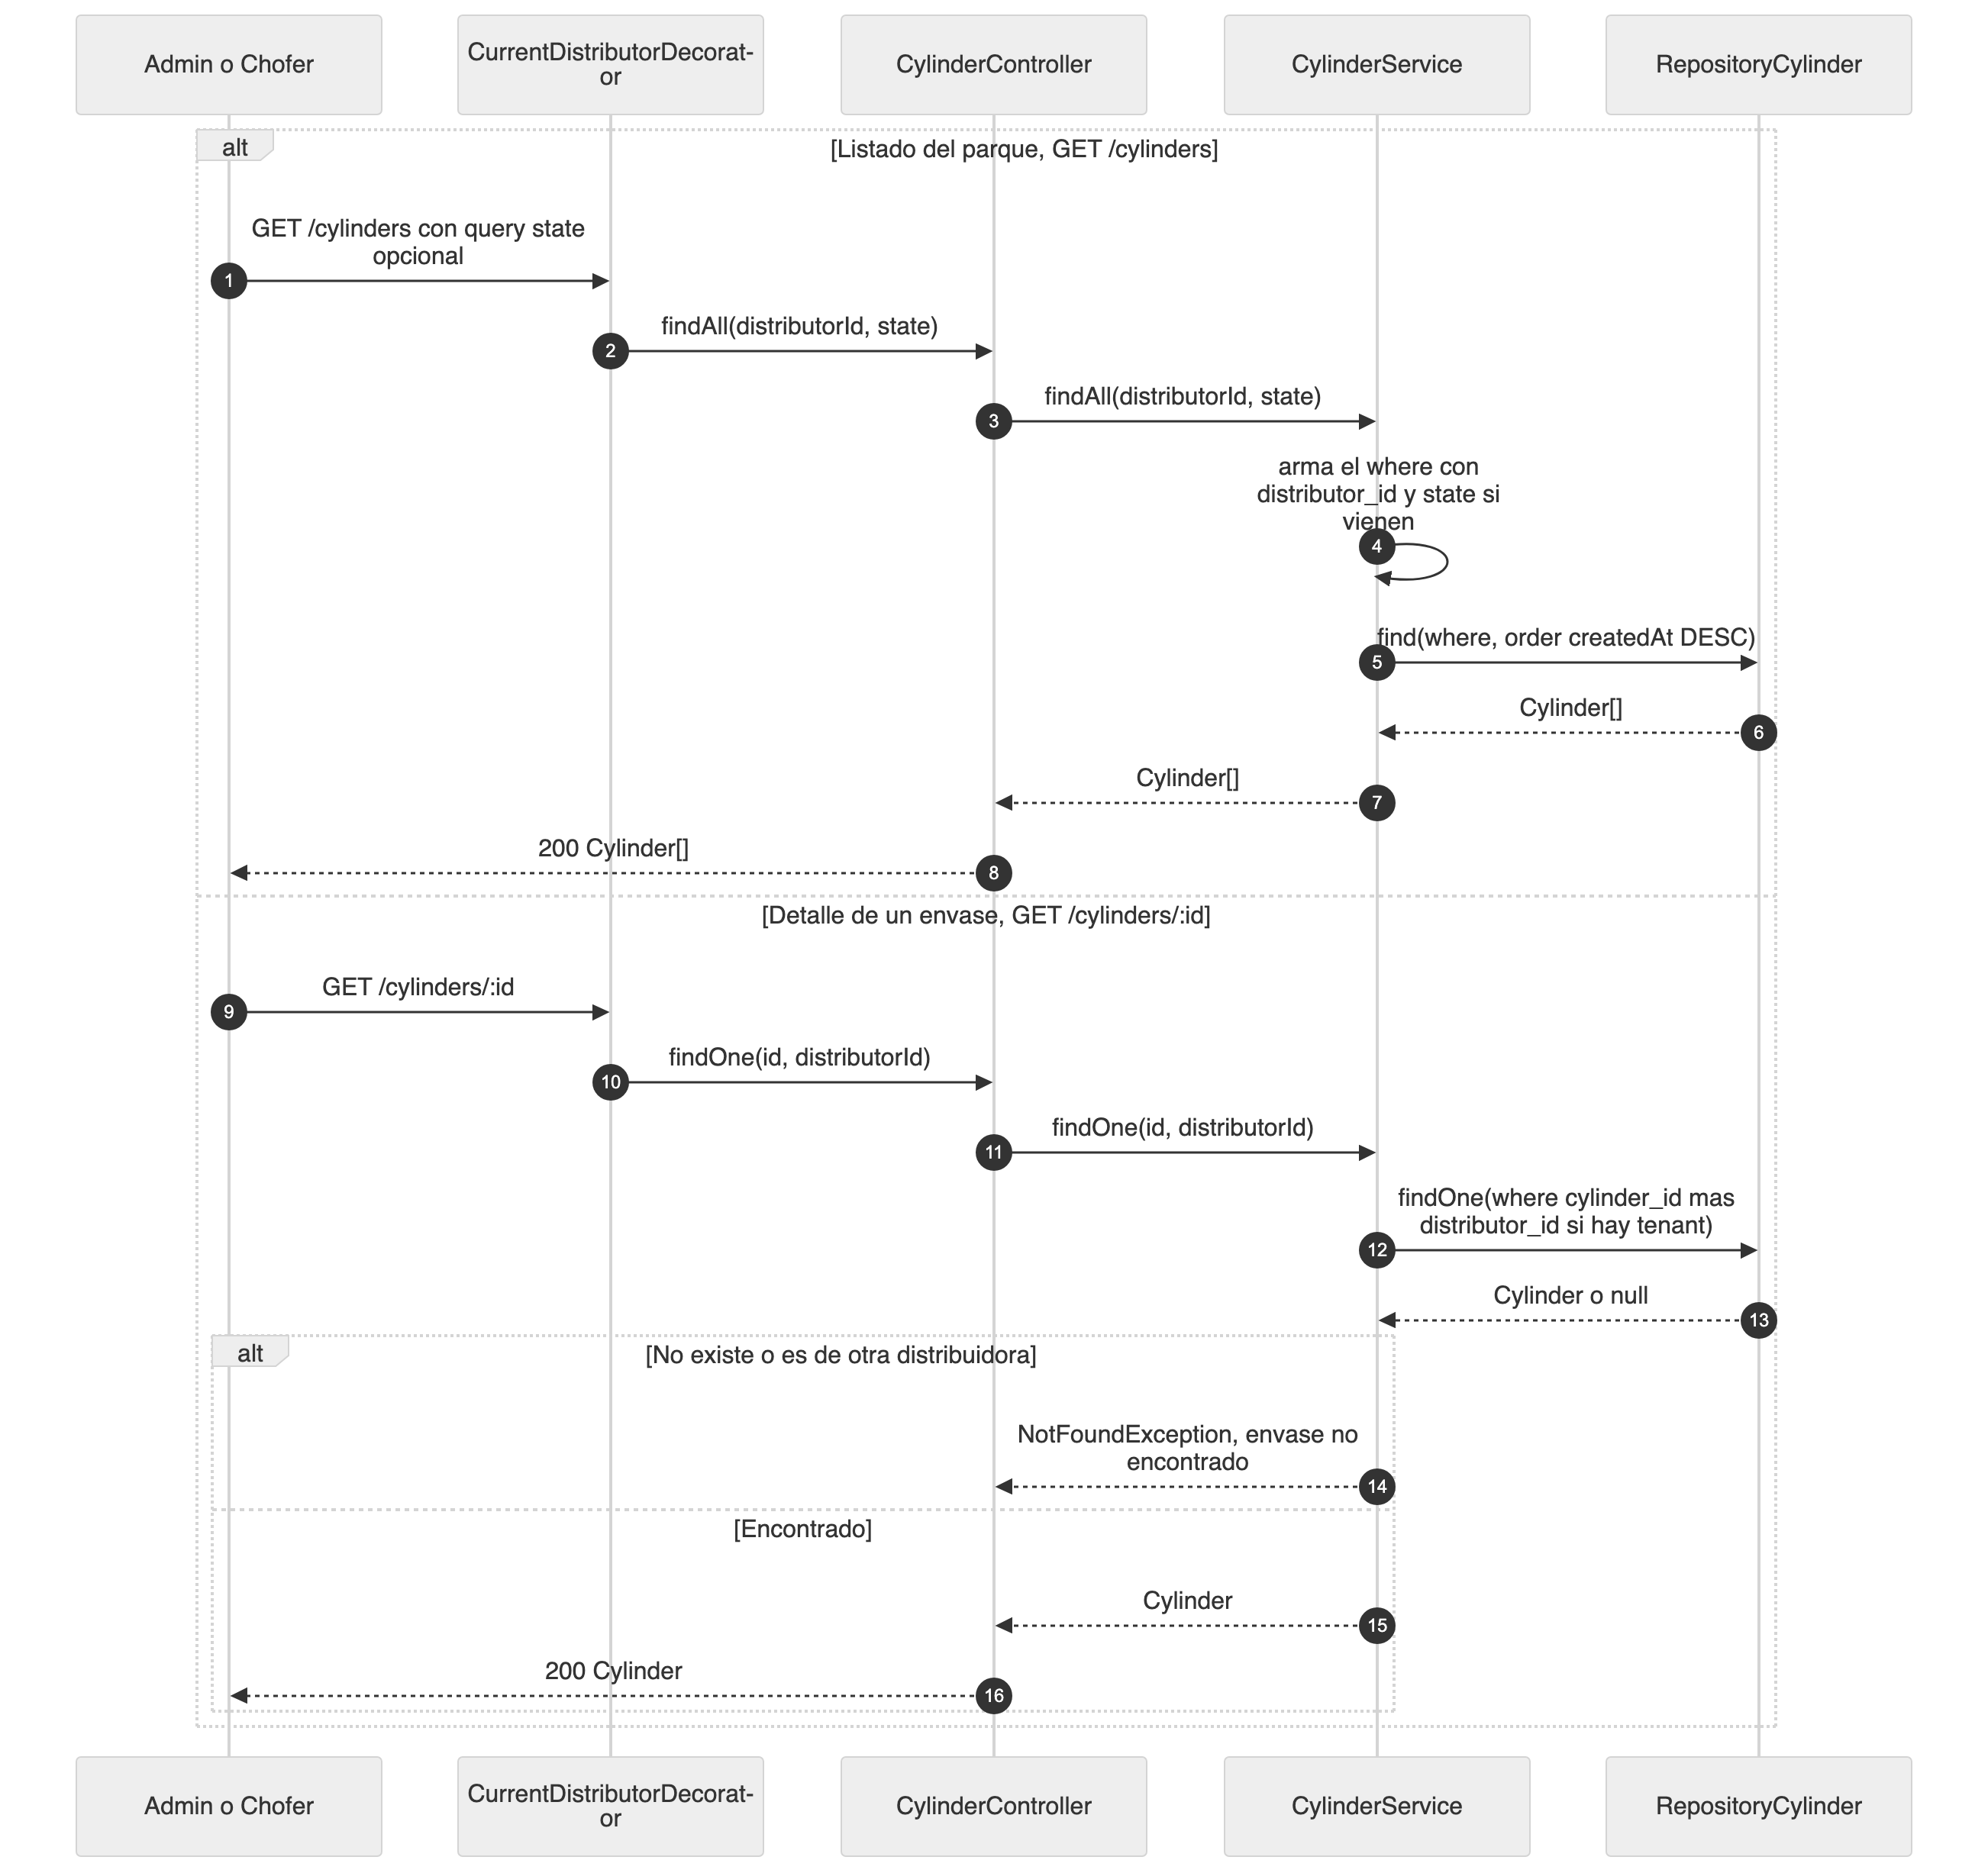 Admin o Chofer
CurrentDistributorDecorat-
or
CylinderController
CylinderService
RepositoryCylinder
alt
[Listado del parque, GET /cylinders]
GET /cylinders con query state
opcional
1
findAll(distributorId, state)
2
findAll(distributorId, state)
3
arma el where con
distributor_id y state si
vienen
4
find(where, order createdAt DESC)
5
Cylinder[]
6
Cylinder[]
7
200 Cylinder[]
8
[Detalle de un envase, GET /cylinders/:id]
GET /cylinders/:id
9
findOne(id, distributorId)
10
findOne(id, distributorId)
11
findOne(where cylinder_id mas
distributor_id si hay tenant)
12
Cylinder o null
13
alt
[No existe o es de otra distribuidora]
NotFoundException, envase no
encontrado
14
[Encontrado]
Cylinder
15
200 Cylinder
16
Admin o Chofer
CurrentDistributorDecorat-
or
CylinderController
CylinderService
RepositoryCylinder